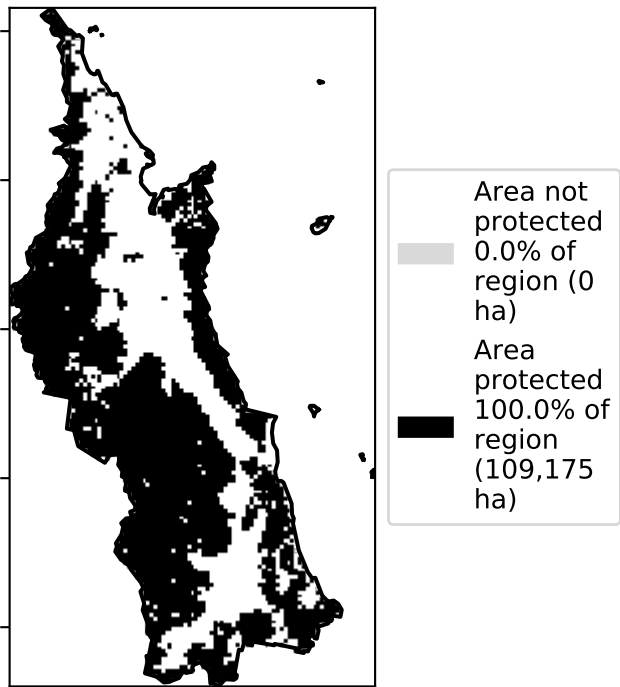 Area not
protected
0.0% of
region (0
ha)
Area
protected
100.0% of
region
(109,175
ha)